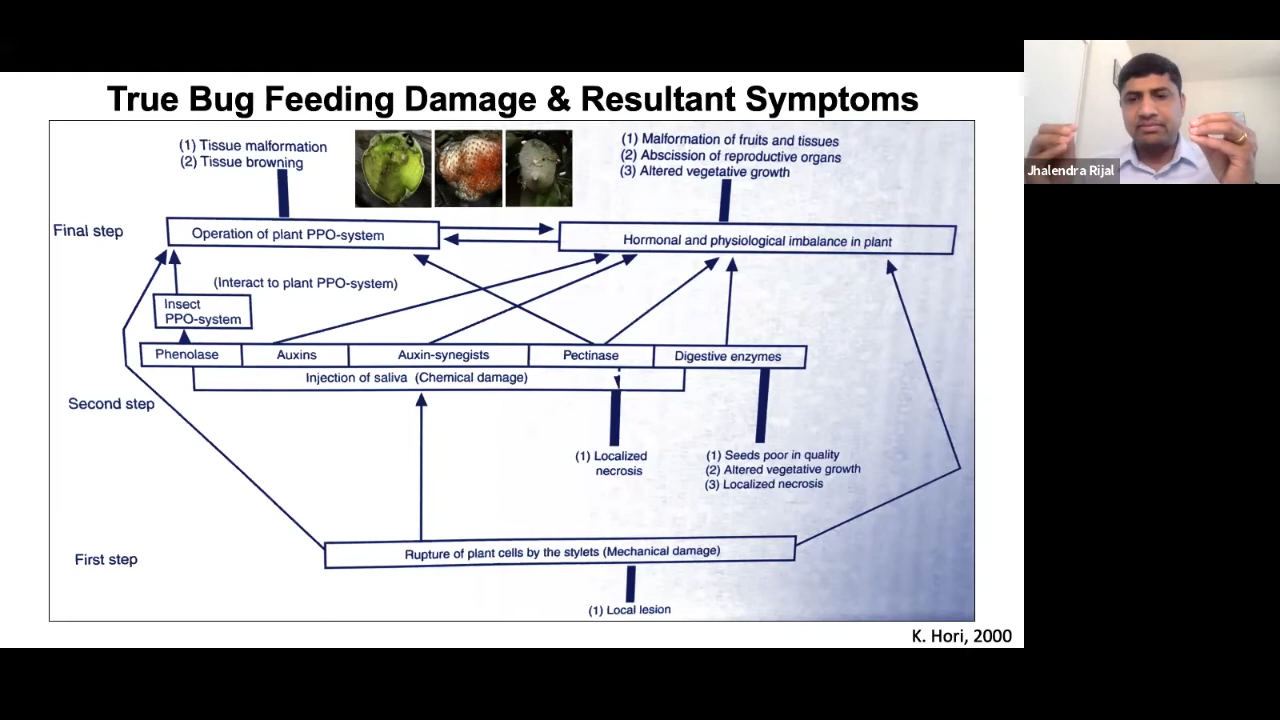 True Bug Feeding Damage & Resultant Symptoms
Jhalendra Rijal
(1) Tissue malformation
(2) Tissue browning
(1) Malformation of fruits and tissues
(2) Abscission of reproductive organs
(3) Altered vegetative growth
Final step
Operation of plant PPO-system
Hormonal and physiological imbalance in plant
(Interact to plant PPO-system)
Insect
PPO-system
Phenolase
Auxins
Auxin-synegists
Pectinase
Digestive enzymes
Injection of saliva (Chemical damage)
Second step
(1) Localized
necrosis
(1) Seeds poor in quality
(2) Altered vegetative growth
(3) Localized necrosis
First step
Rupture of plant cells by the stylets (Mechanical damage)
(1) Local lesion
K. Hori, 2000